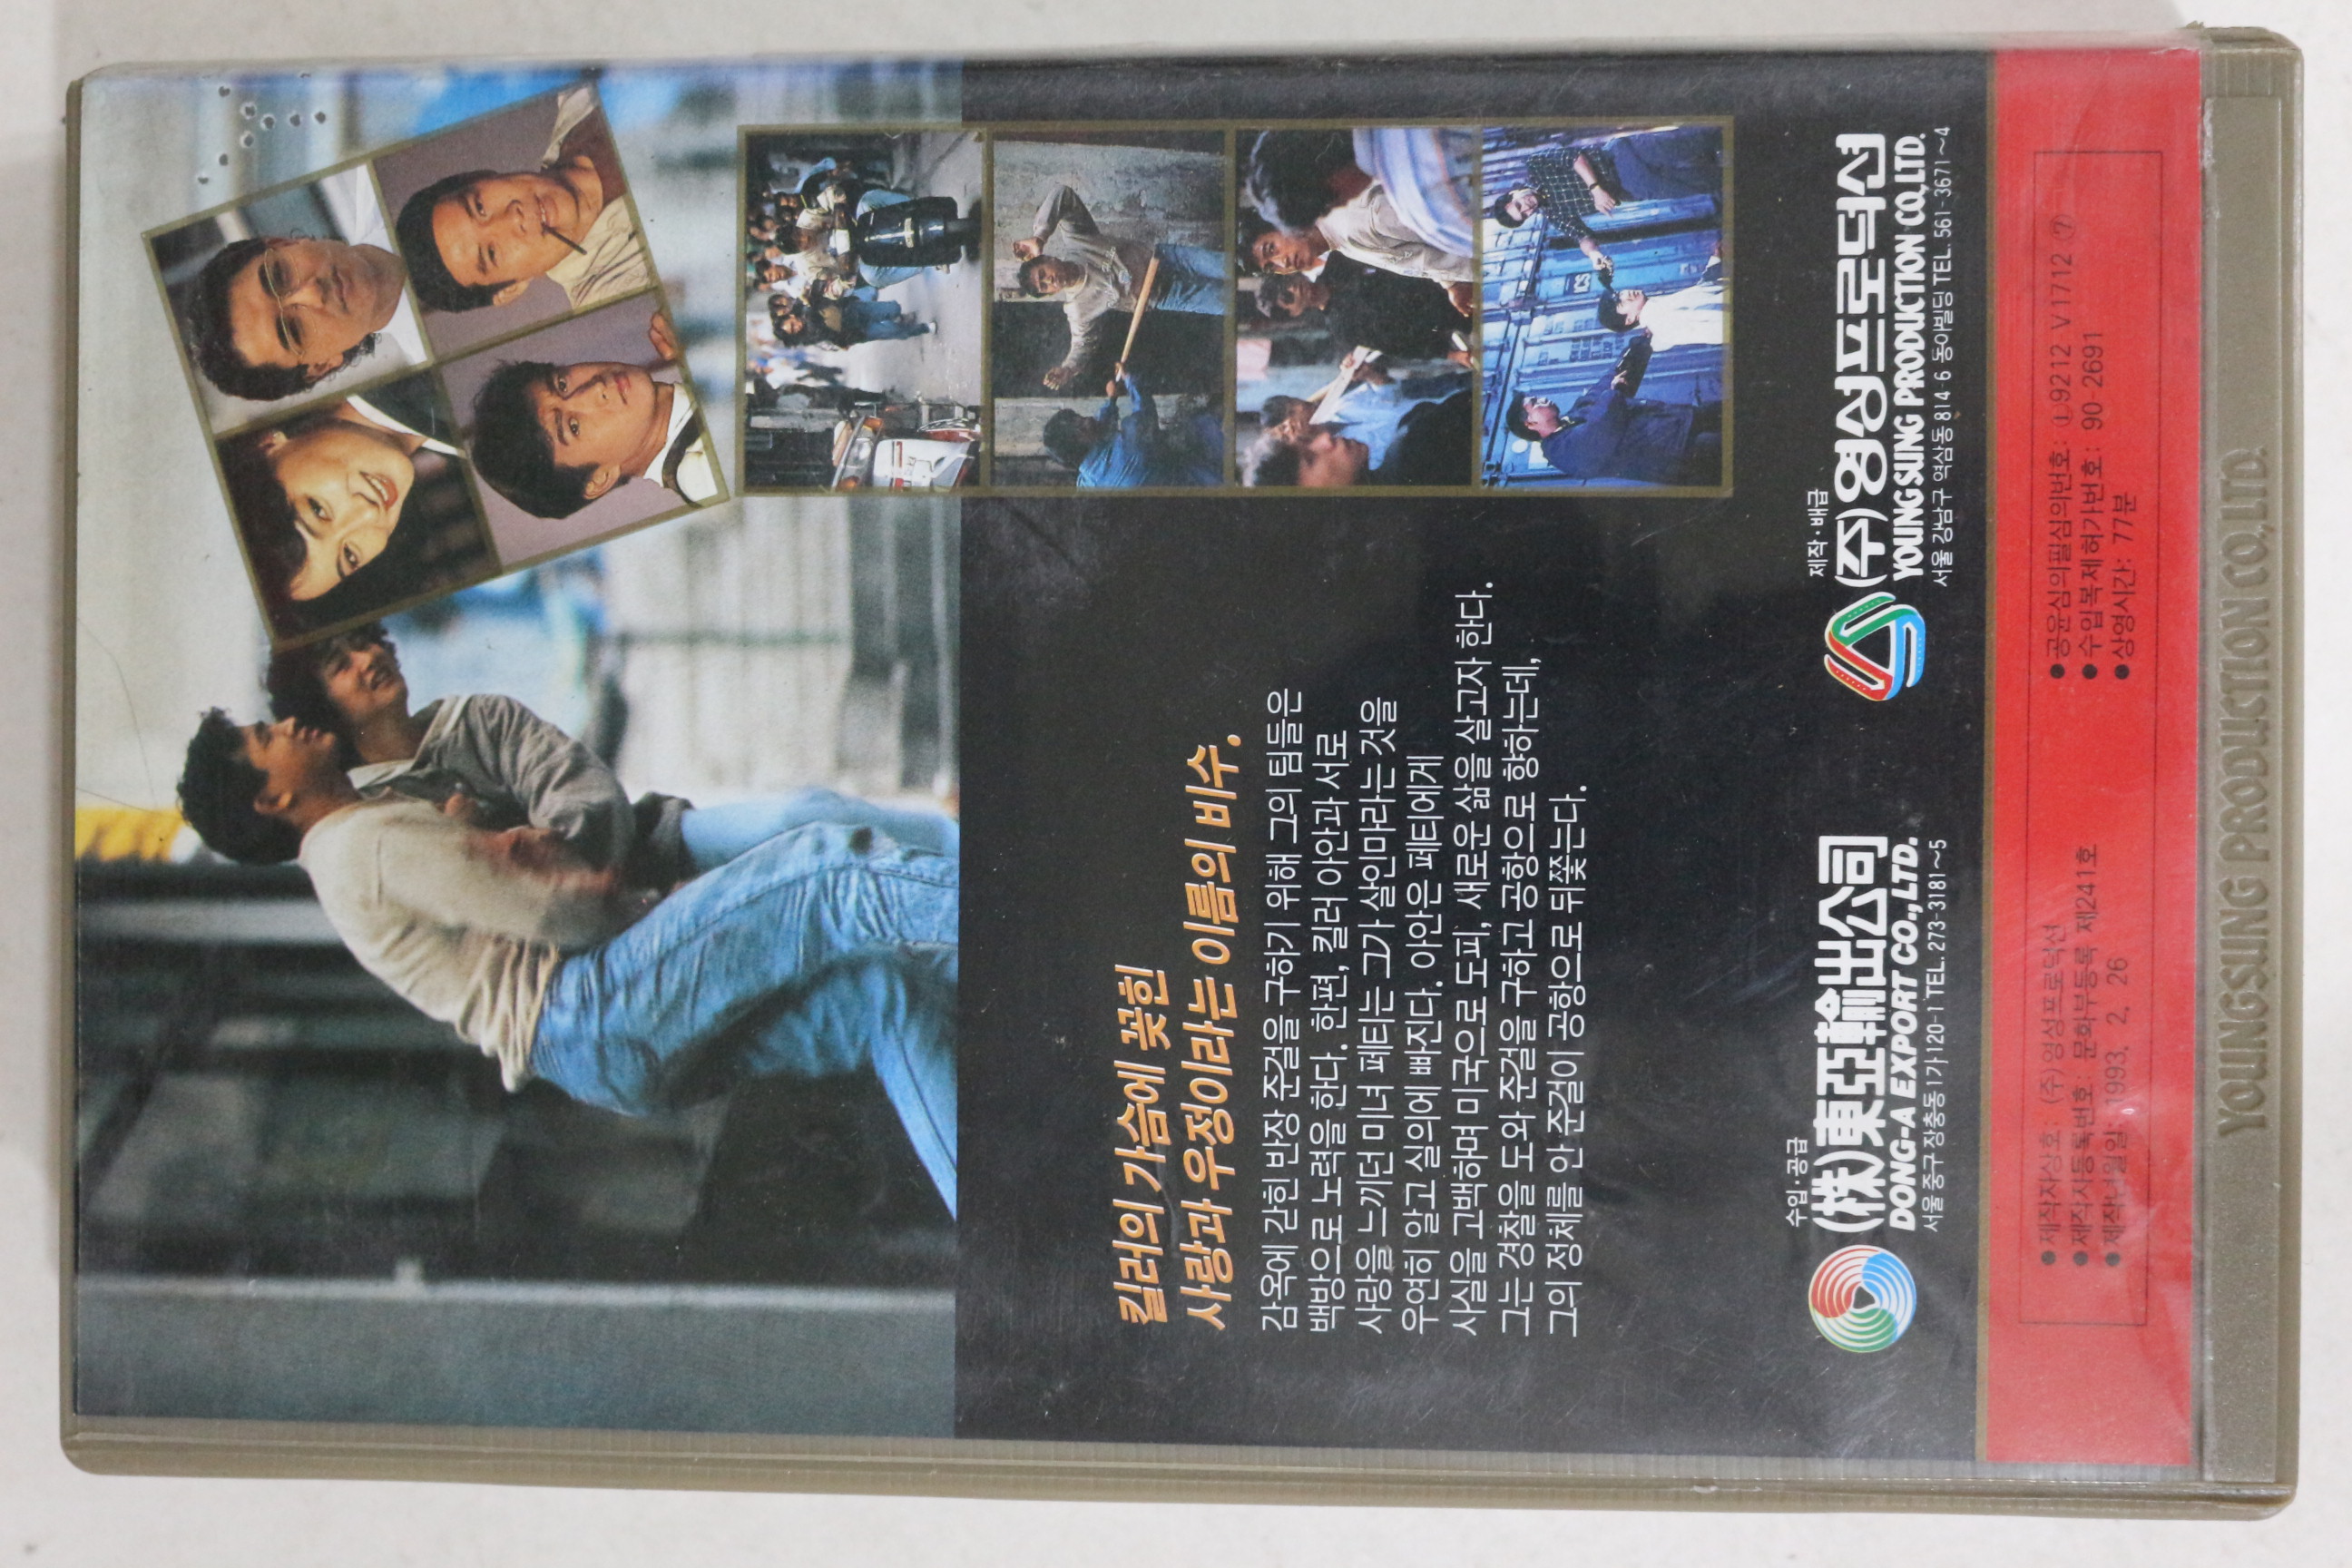 킬러의 가슴에 꽂힌
사랑과 우정이라는 이름의 비수.
감옥에 갇힌 반장 준걸을 구하기 위해 그의 팀들은
백방으로 노력을 한다. 한편, 킬러 아안과 서로
사랑을 느끼던 미녀 페티는 그가 살인마라는 것을
우연히 알고 실의에 빠진다. 아안은 페티에게
사실을 고백하며 미국으로 도피, 새로운 삶을 살고자 한다.
그는 경찰을 도와 준걸을 구하고 공항으로 향하는데,
그의 정체를 안 준걸이 공항으로 뒤쫓는다.
수입·공급
(株)東亞輸出公司
DONG-A EXPORT CO.,LTD.
서울 중구 장충동 1가 120-1 TEL. 273-3181~5
제작·배급
(주)영성프로덕션
YOUNGSUNG PRODUCTION CO.,LTD.
서울 강남구 역삼동 814-6 동아빌딩 TEL. 561-3671~4
●제작자상호: (주)영성프로덕션
●제작자등록번호: 문화부등록 제241호
●제작년월일: 1993. 2. 26
●공윤심의필심의번호: ①9212 V1712 ⑦
●수입복제허가번호: 90-2691
●상영시간: 77분
YOUNGSUNG PRODUCTION CO.,LTD.